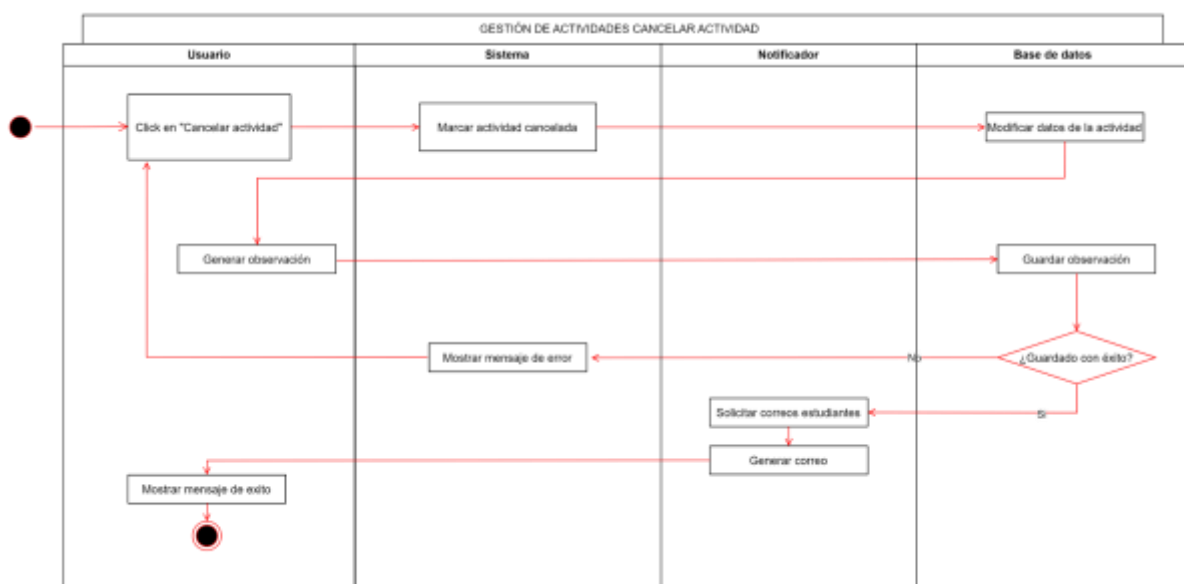 GESTIÓN DE ACTIVIDADES CANCELAR ACTIVIDAD
Usuario
Sistema
Notificador
Base de datos
Click en "Cancelar actividad"
Marcar actividad cancelada
Modificar datos de la actividad
Generar observación
Guardar observación
Mostrar mensaje de error
No
¿Guardado con éxito?
Solicitar correos estudiantes
Si
Generar correo
Mostrar mensaje de exito